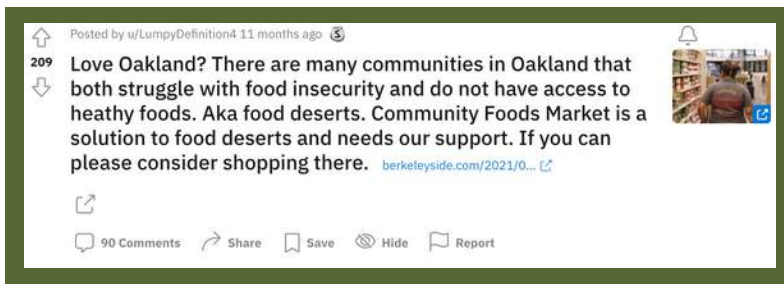 Posted by u/LumpyDefinition4 11 months ago
209
Love Oakland? There are many communities in Oakland that
both struggle with food insecurity and do not have access to
heathy foods. Aka food deserts. Community Foods Market is a
solution to food deserts and needs our support. If you can
please consider shopping there. berkeleyside.com/2021/0...
90 Comments Share Save Hide Report